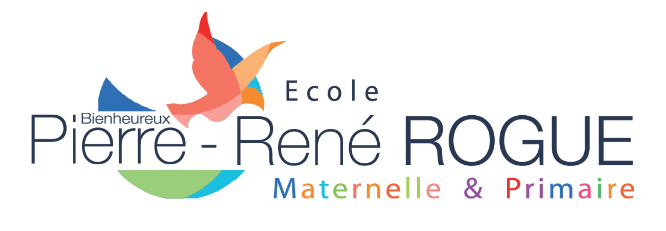 Ecole
Bienheureux
Pierre - René ROGUE
Maternelle & Primaire